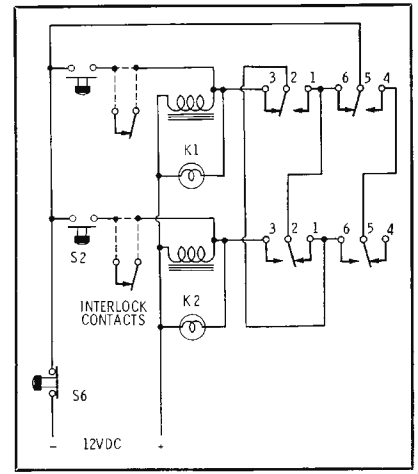 3 2 1 6 5 4
K1
3 2 1 6 5 4
S2
INTERLOCK
CONTACTS
K2
S6
- 12VDC +